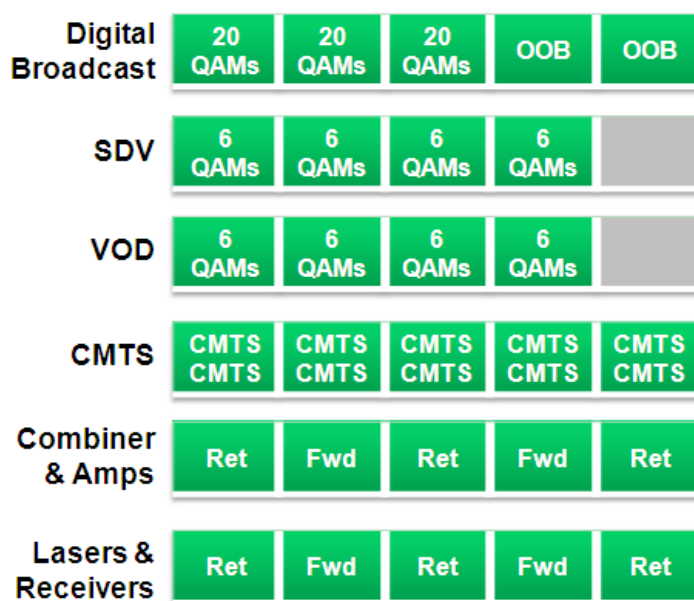 Digital
Broadcast
20
QAMs
20
QAMs
20
QAMs
OOB
OOB
SDV
6
QAMs
6
QAMs
6
QAMs
6
QAMs
VOD
6
QAMs
6
QAMs
6
QAMs
6
QAMs
CMTS
CMTS
CMTS
CMTS
CMTS
CMTS
CMTS
CMTS
CMTS
CMTS
CMTS
Combiner
& Amps
Ret
Fwd
Ret
Fwd
Ret
Lasers &
Receivers
Ret
Fwd
Ret
Fwd
Ret